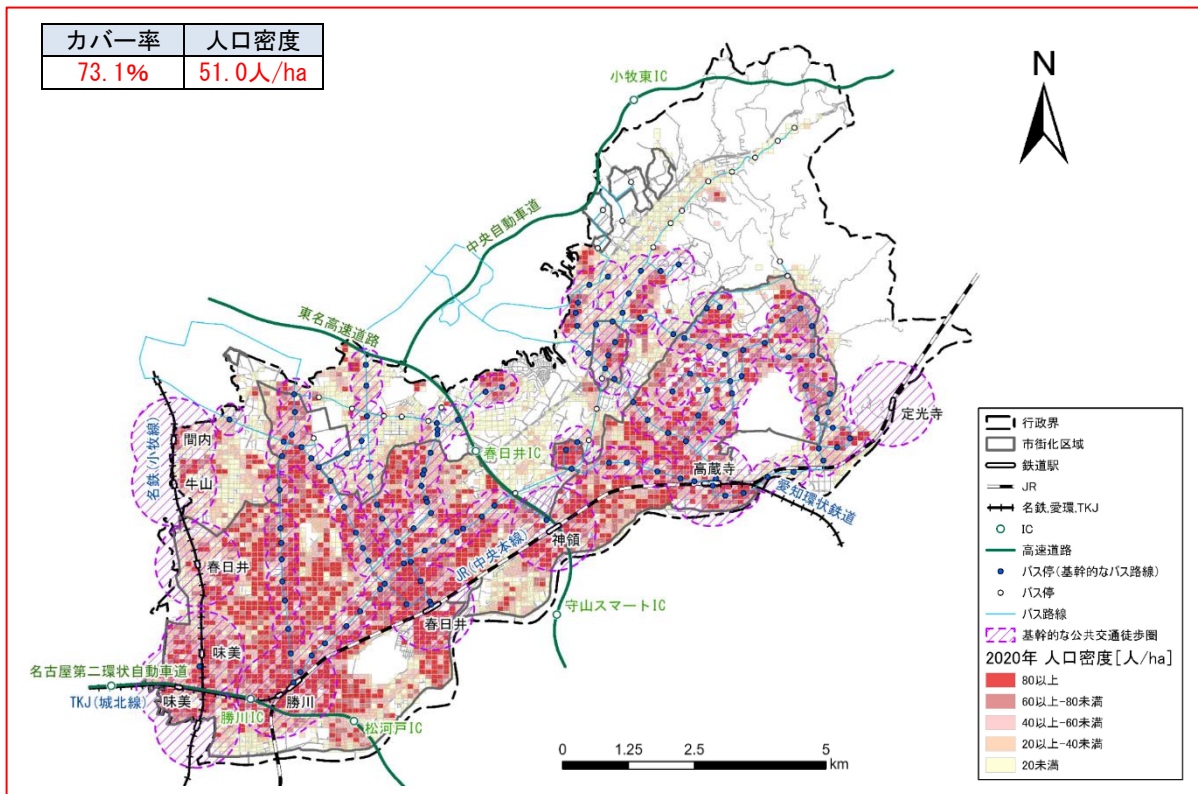 カバー率 人口密度
73.1% 51.0人/ha
小牧東IC
N
中央自動車道
東名高速道路
定光寺
間内
名鉄(小牧線)
牛山
春日井IC
高蔵寺
愛知環状鉄道
神領
JR(中央本線)
春日井
守山スマートIC
春日井
味美
名古屋第二環状自動車道
TKJ(城北線)
味美
勝川IC
勝川
松河戸IC
0 1.25 2.5 5
km
行政界
市街化区域
鉄道駅
JR
名鉄,愛環,TKJ
IC
高速道路
バス停(基幹的なバス路線)
バス停
バス路線
基幹的な公共交通徒歩圏
2020年 人口密度[人/ha]
80以上
60以上-80未満
40以上-60未満
20以上-40未満
20未満